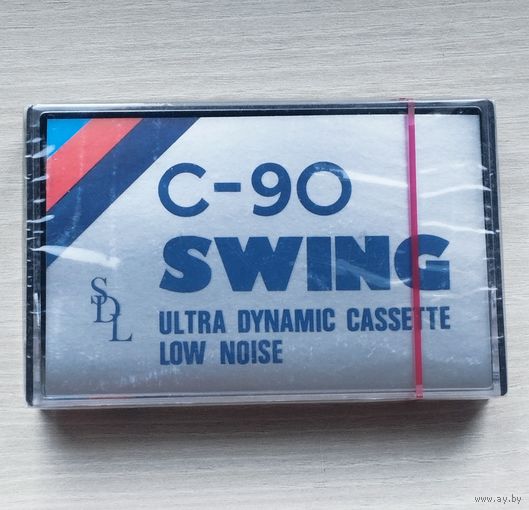 C-90
SWING
SDL
ULTRA DYNAMIC CASSETTE
LOW NOISE
www.ay.by